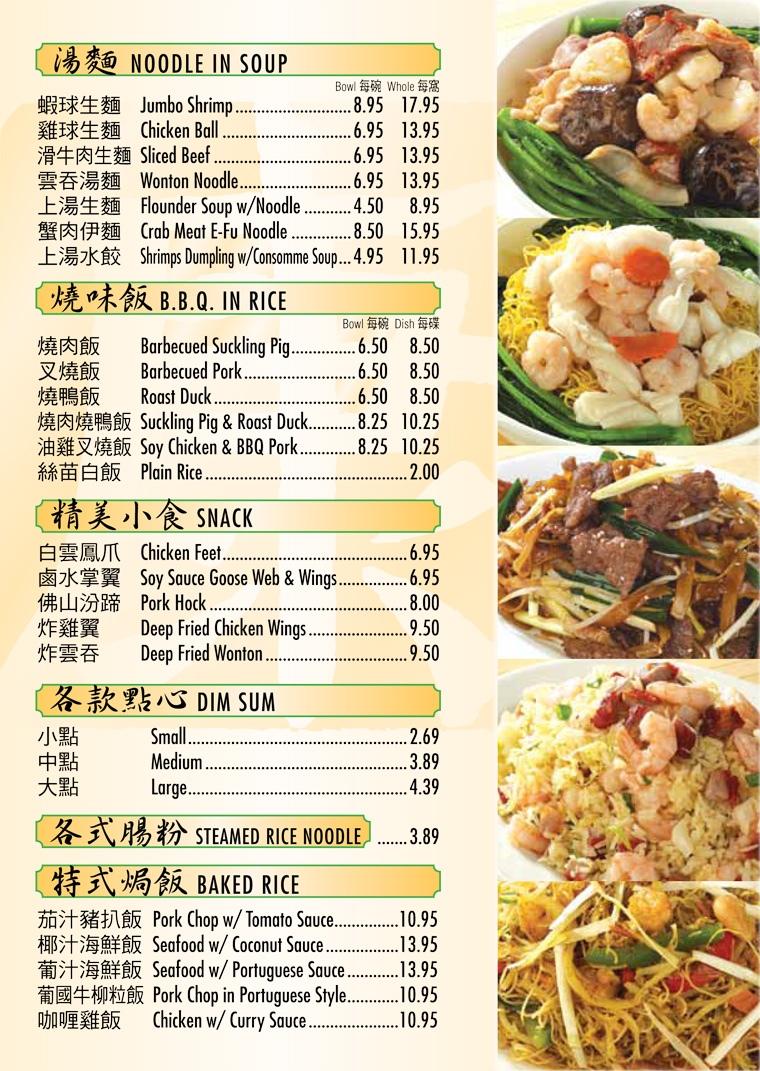 湯麵 NOODLE IN SOUP
Bowl 每碗 Whole 每窩
蝦球生麵 Jumbo Shrimp 8.95 17.95
雞球生麵 Chicken Ball 6.95 13.95
滑牛肉生麵 Sliced Beef 6.95 13.95
雲吞湯麵 Wonton Noodle 6.95 13.95
上湯生麵 Flounder Soup w/Noodle 4.50 8.95
蟹肉伊麵 Crab Meat E-Fu Noodle 8.50 15.95
上湯水餃 Shrimps Dumpling w/Consomme Soup 4.95 11.95
燒味飯 B.B.Q. IN RICE
Bowl 每碗 Dish 每碟
燒肉飯 Barbecued Suckling Pig 6.50 8.50
叉燒飯 Barbecued Pork 6.50 8.50
燒鴨飯 Roast Duck 6.50 8.50
燒肉燒鴨飯 Suckling Pig & Roast Duck 8.25 10.25
油雞叉燒飯 Soy Chicken & BBQ Pork 8.25 10.25
絲苗白飯 Plain Rice 2.00
精美小食 SNACK
白雲鳳爪 Chicken Feet 6.95
鹵水掌翼 Soy Sauce Goose Web & Wings 6.95
佛山汾蹄 Pork Hock 8.00
炸雞翼 Deep Fried Chicken Wings 9.50
炸雲吞 Deep Fried Wonton 9.50
各款點心 DIM SUM
小點 Small 2.69
中點 Medium 3.89
大點 Large 4.39
各式腸粉 STEAMED RICE NOODLE 3.89
特式焗飯 BAKED RICE
茄汁豬扒飯 Pork Chop w/ Tomato Sauce 10.95
椰汁海鮮飯 Seafood w/ Coconut Sauce 13.95
葡汁海鮮飯 Seafood w/ Portuguese Sauce 13.95
葡國牛柳粒飯 Pork Chop in Portuguese Style 10.95
咖喱雞飯 Chicken w/ Curry Sauce 10.95